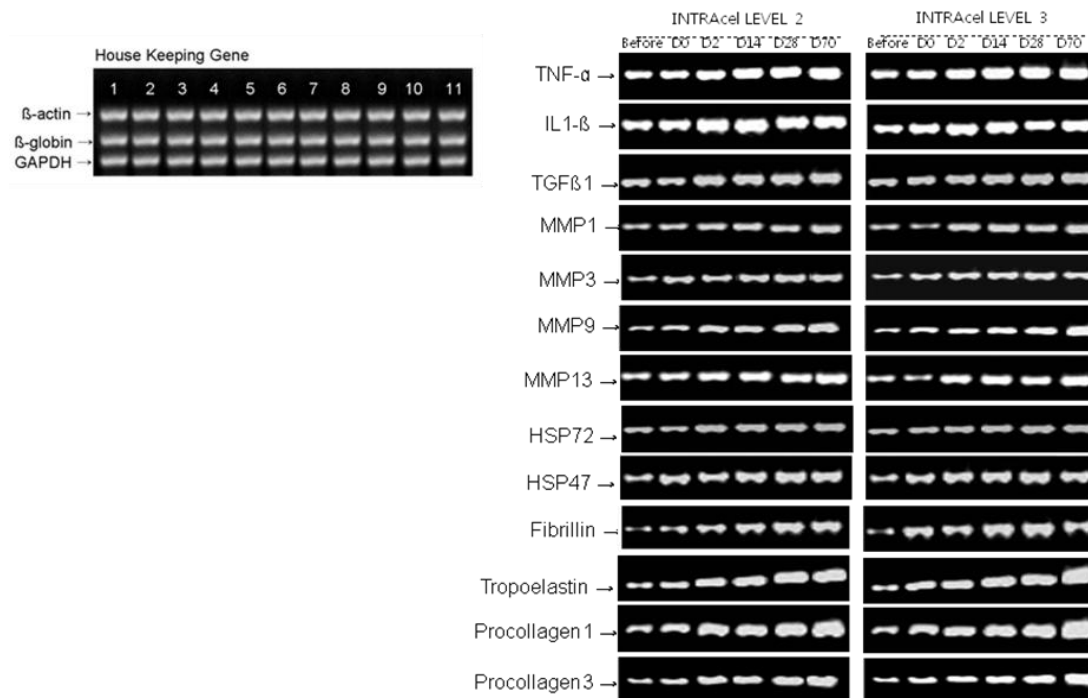 House Keeping Gene
1 2 3 4 5 6 7 8 9 10 11
ß-actin →
ß-globin →
GAPDH →
INTRAcel LEVEL 2
Before D0 D2 D14 D28 D70
INTRAcel LEVEL 3
Before D0 D2 D14 D28 D70
TNF-α →
IL1-ß →
TGFß1 →
MMP1 →
MMP3 →
MMP9 →
MMP13 →
HSP72 →
HSP47 →
Fibrillin →
Tropoelastin →
Procollagen 1 →
Procollagen 3 →